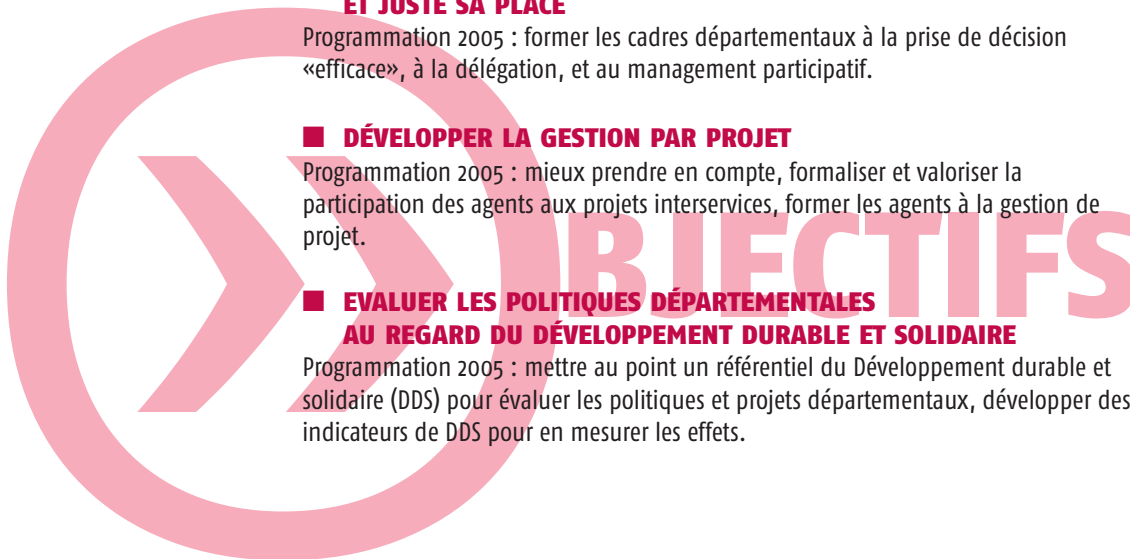 ET JUSTE SA PLACE
Programmation 2005 : former les cadres départementaux à la prise de décision
«efficace», à la délégation, et au management participatif.
■ DÉVELOPPER LA GESTION PAR PROJET
Programmation 2005 : mieux prendre en compte, formaliser et valoriser la
participation des agents aux projets interservices, former les agents à la gestion de
projet.
■ EVALUER LES POLITIQUES DÉPARTEMENTALES
AU REGARD DU DÉVELOPPEMENT DURABLE ET SOLIDAIRE
Programmation 2005 : mettre au point un référentiel du Développement durable et
solidaire (DDS) pour évaluer les politiques et projets départementaux, développer des
indicateurs de DDS pour en mesurer les effets.
OBJECTIFS